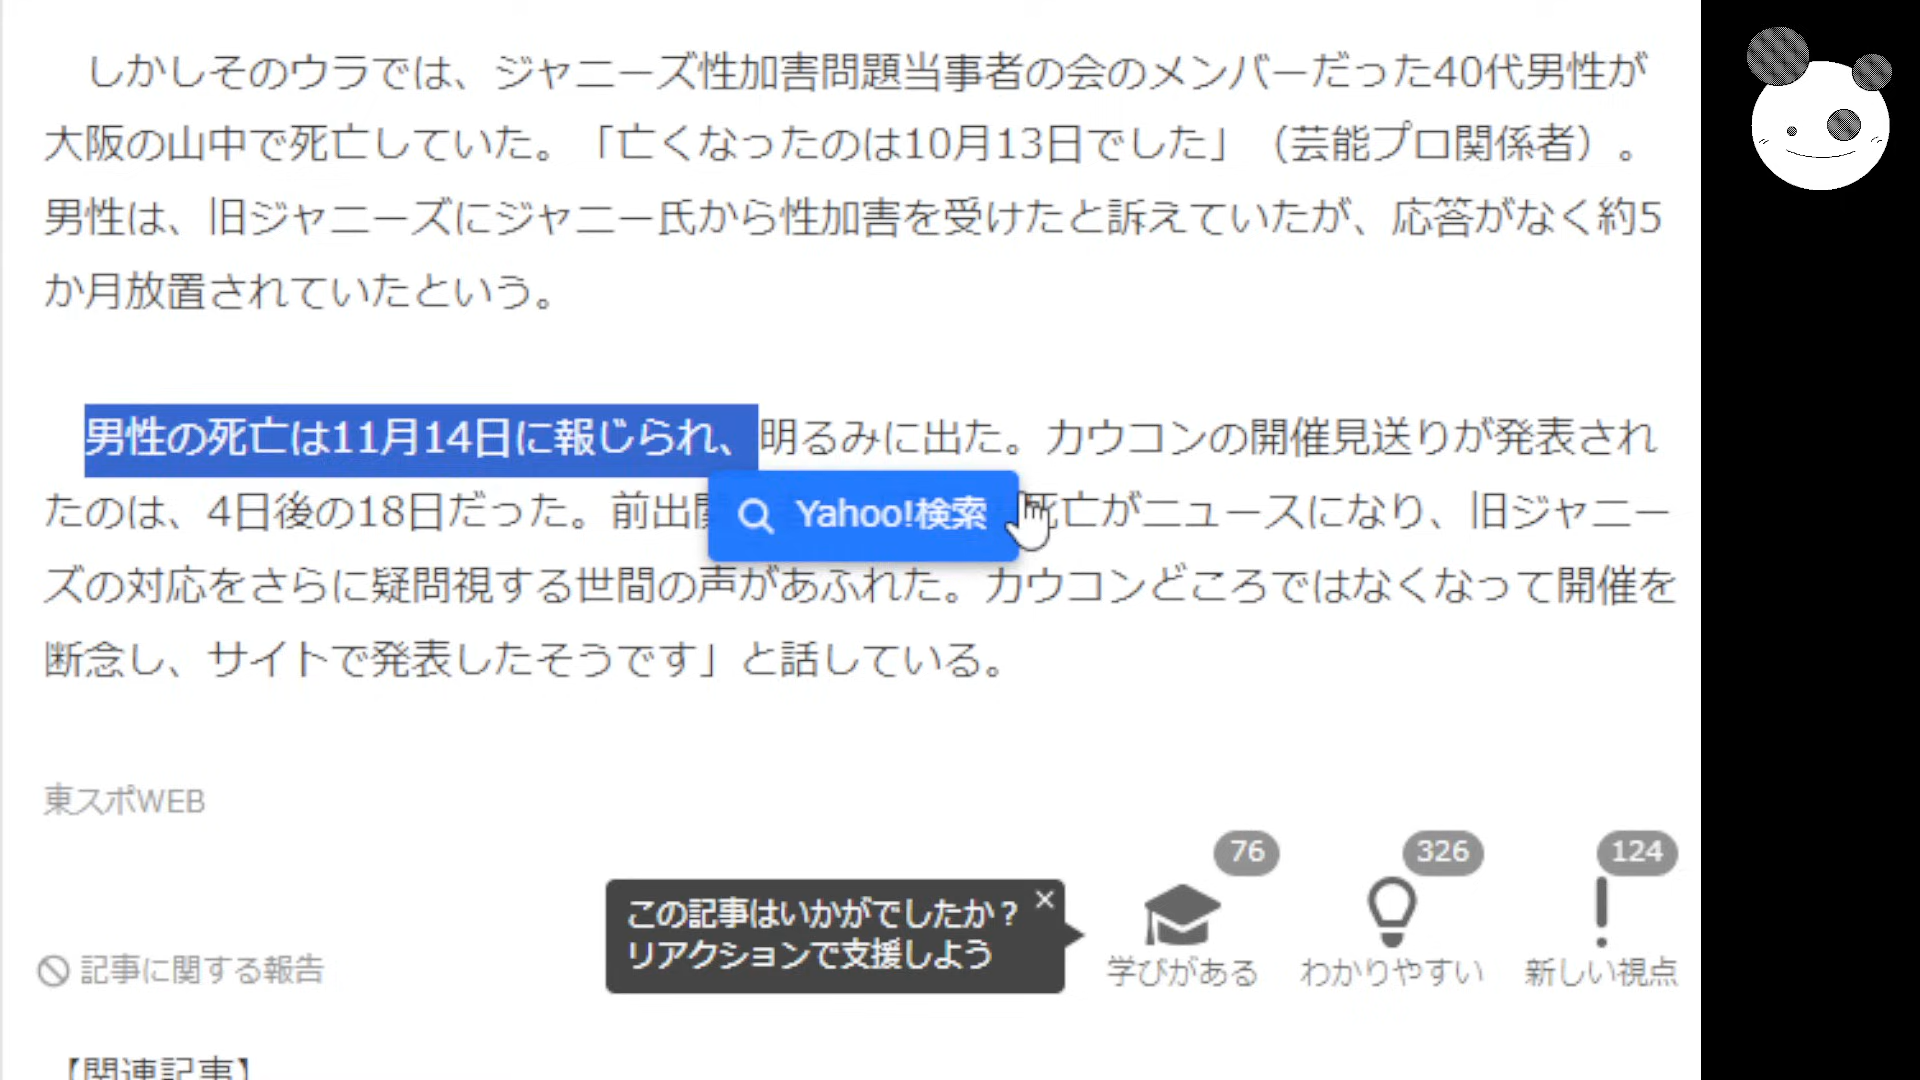 しかしそのウラでは、ジャニーズ性加害問題当事者の会のメンバーだった40代男性が
大阪の山中で死亡していた。「亡くなったのは10月13日でした」（芸能プロ関係者）。
男性は、旧ジャニーズにジャニー氏から性加害を受けたと訴えていたが、応答がなく約5
か月放置されていたという。
男性の死亡は11月14日に報じられ、明るみに出た。カウコンの開催見送りが発表され
たのは、4日後の18日だった。前出関
Yahoo!検索
死亡がニュースになり、旧ジャニー
ズの対応をさらに疑問視する世間の声があふれた。カウコンどころではなくなって開催を
断念し、サイトで発表したそうです」と話している。
東スポWEB
76
326
124
この記事はいかがでしたか？
リアクションで支援しよう
学びがある
わかりやすい
新しい視点
記事に関する報告
【関連記事】